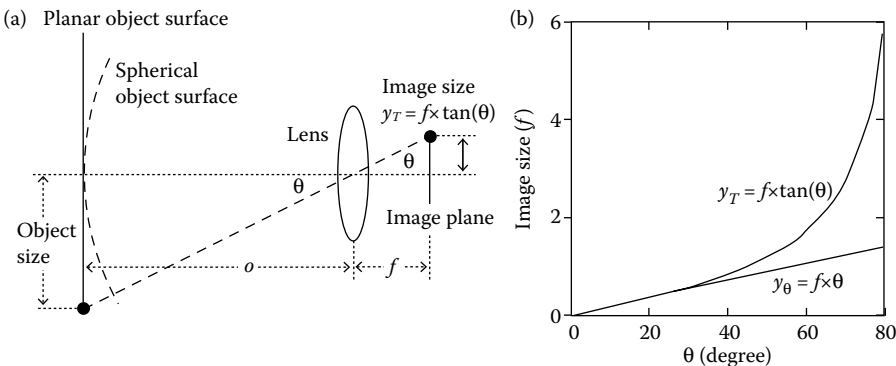 (a)
Planar object surface
Spherical
object surface
Image size
y_T = f×tan(θ)
Lens
θ
θ
Object
size
Image plane
o
f
(b)
Image size (f)
6
4
2
0
y_T = f×tan(θ)
y_θ = f×θ
0
20
40
60
80
θ (degree)